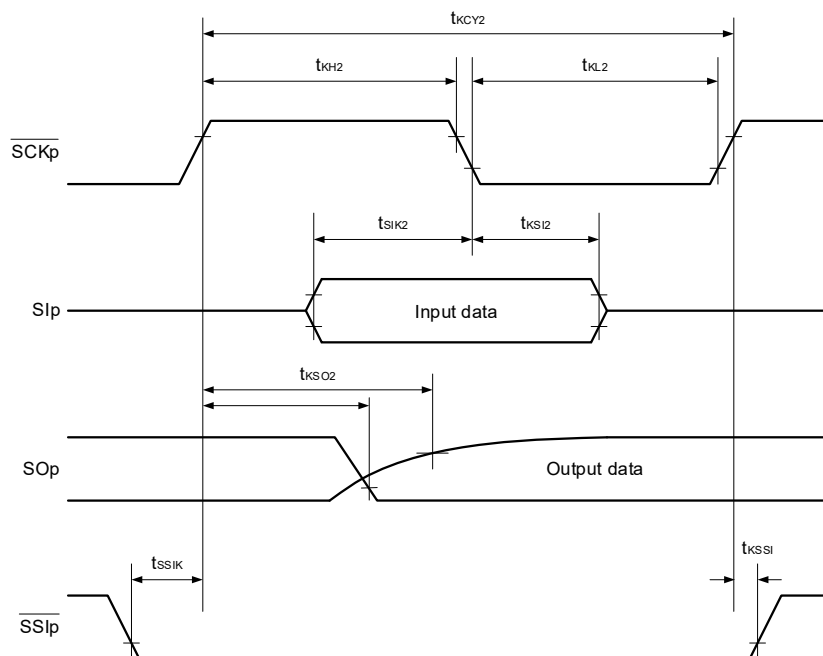 tKCY2
tKH2
tKL2
SCKp
tSIK2
tKSI2
SIp
Input data
tKSO2
SOp
Output data
tSSIK
tKSSI
SSIp